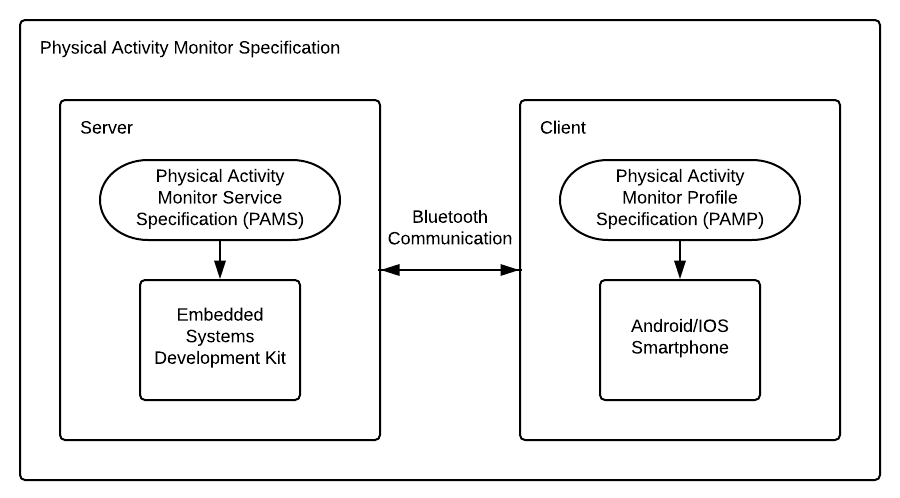 Physical Activity Monitor Specification
Server
Physical Activity
Monitor Service
Specification (PAMS)
Embedded
Systems
Development Kit
Bluetooth
Communication
Client
Physical Activity
Monitor Profile
Specification (PAMP)
Android/IOS
Smartphone